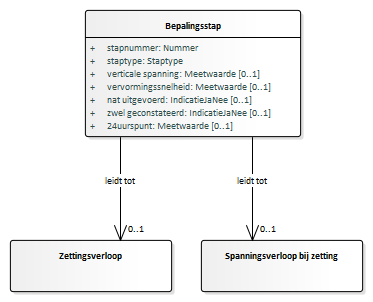 Bepalingsstap
+ stapnummer: Nummer
+ staptype: Staptype
+ verticale spanning: Meetwaarde [0..1]
+ vervormingssnelheid: Meetwaarde [0..1]
+ nat uitgevoerd: IndicatieJaNee [0..1]
+ zwel geconstateerd: IndicatieJaNee [0..1]
+ 24uurspunt: Meetwaarde [0..1]
leidt tot
leidt tot
0..1
0..1
Zettingsverloop
Spanningsverloop bij zetting